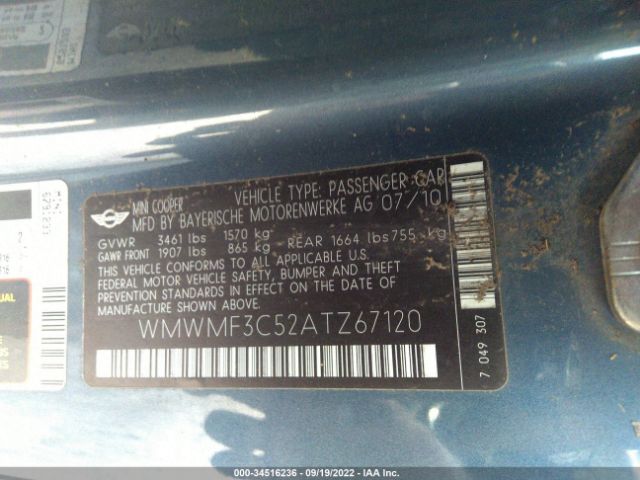 MINI COOPER
VEHICLE TYPE: PASSENGER CAR
MFD BY BAYERISCHE MOTORENWERKE AG 07/10
GVWR 3461 lbs 1570 kg
GAWR FRONT 1907 lbs 865 kg - REAR 1664 lbs 755 kg
THIS VEHICLE CONFORMS TO ALL APPLICABLE U.S.
FEDERAL MOTOR VEHICLE SAFETY, BUMPER AND THEFT
PREVENTION STANDARDS IN EFFECT ON THE DATE OF
MANUFACTURE SHOWN ABOVE.
WMWMF3C52ATZ67120
7 049 307
000-34516236 - 09/19/2022 - IAA Inc.